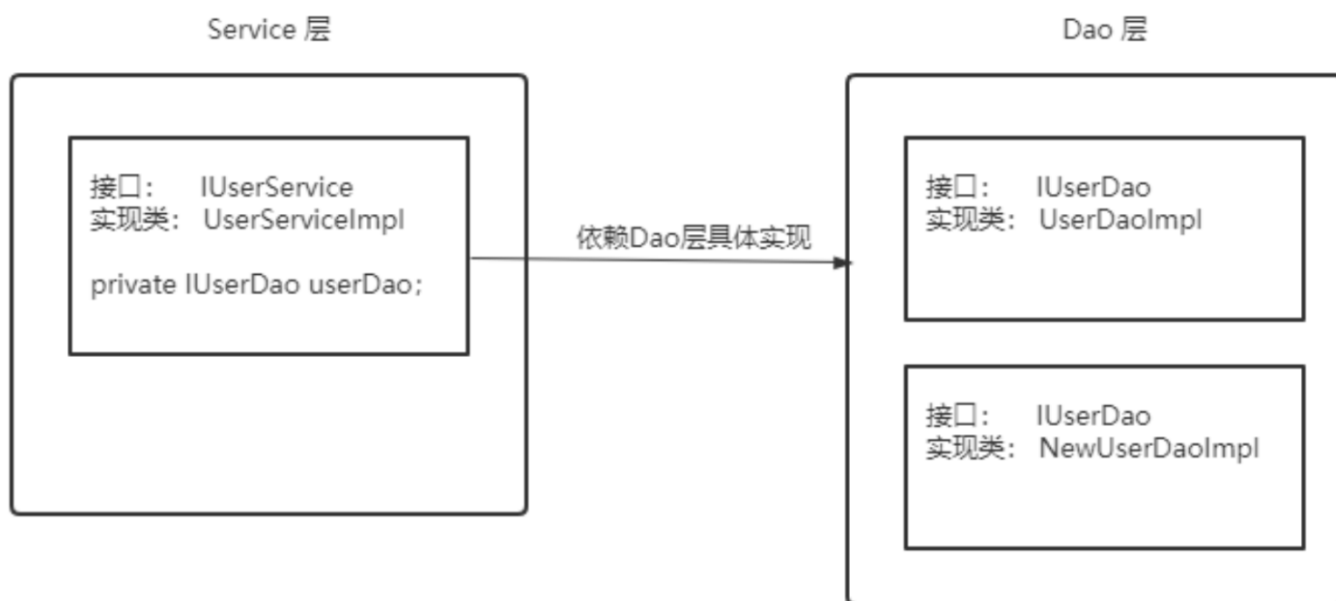 Service 层
Dao 层
接口： IUserService
实现类： UserServiceImpl
private IUserDao userDao；
依赖Dao层具体实现
接口： IUserDao
实现类： UserDaoImpl
接口： IUserDao
实现类： NewUserDaoImpl